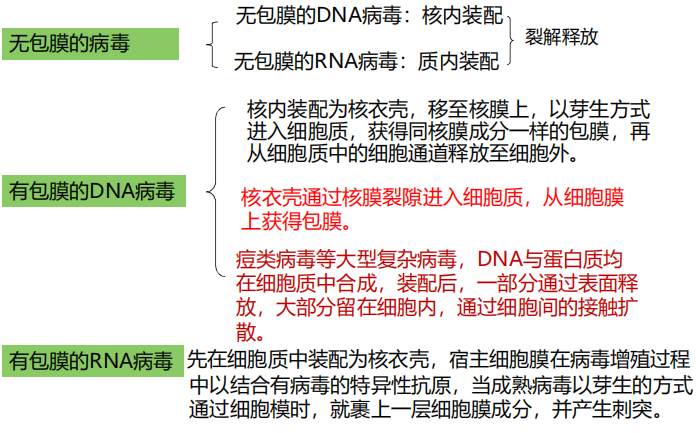 无包膜的病毒
无包膜的DNA病毒：核内装配
无包膜的RNA病毒：质内装配
裂解释放
有包膜的DNA病毒
核内装配为核衣壳，移至核膜上，以芽生方式
进入细胞质，获得同核膜成分一样的包膜，再
从细胞质中的细胞通道释放至细胞外。
核衣壳通过核膜裂隙进入细胞质，从细胞膜
上获得包膜。
痘类病毒等大型复杂病毒，DNA与蛋白质均
在细胞质中合成，装配后，一部分通过表面释
放，大部分留在细胞内，通过细胞间的接触扩
散。
有包膜的RNA病毒
先在细胞质中装配为核衣壳，宿主细胞膜在病毒增殖过程
中以结合有病毒的特异性抗原，当成熟病毒以芽生的方式
通过细胞模时，就裹上一层细胞膜成分，并产生刺突。